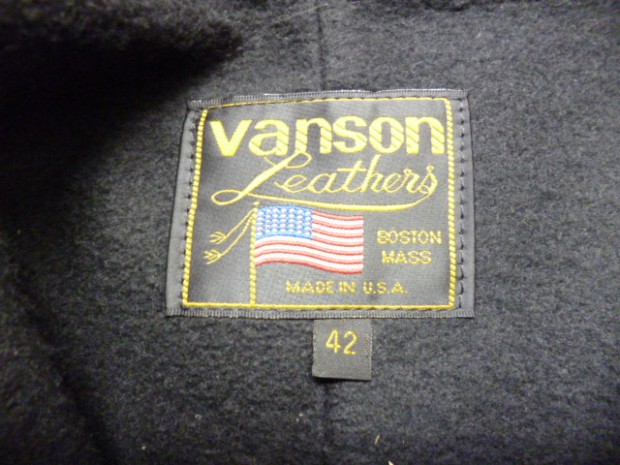 vanson
Leathers
BOSTON
MASS
MADE IN U.S.A.
42